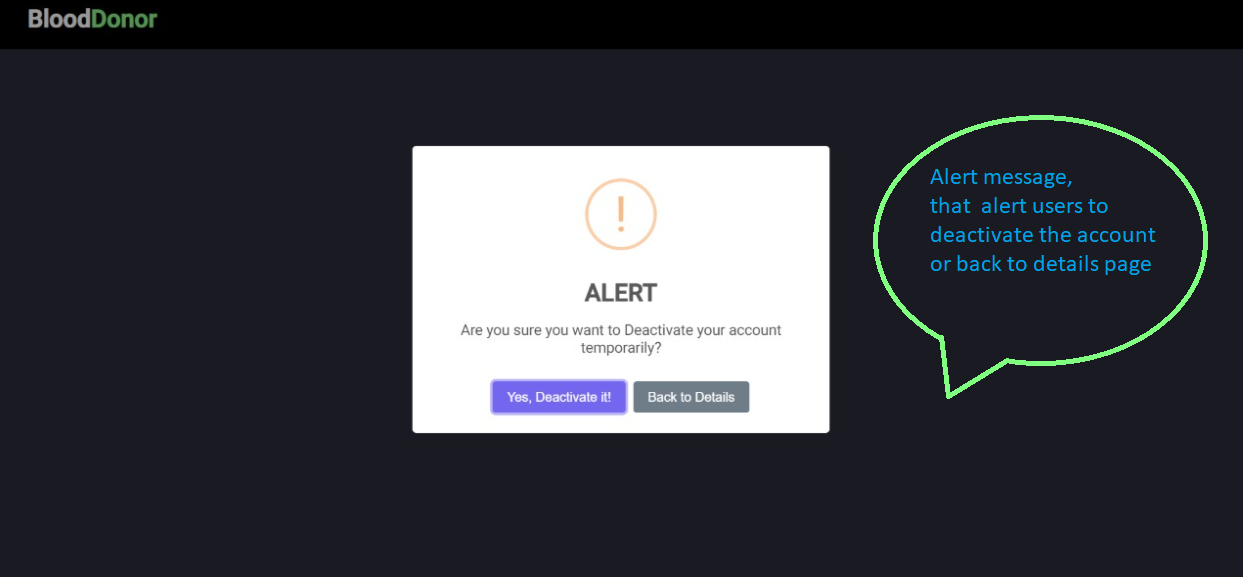 BloodDonor
!
ALERT
Are you sure you want to Deactivate your account
temporarily?
Yes, Deactivate it!
Back to Details
Alert message,
that  alert users to
deactivate the account
or back to details page